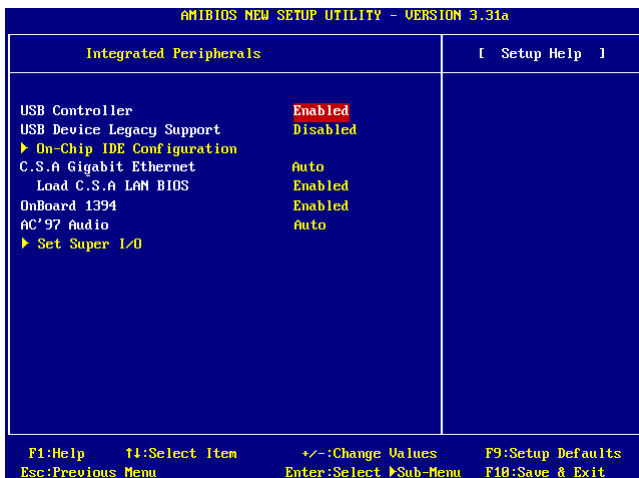 AMIBIOS NEW SETUP UTILITY - VERSION 3.31a
Integrated Peripherals
[ Setup Help ]
USB Controller Enabled
USB Device Legacy Support Disabled
▶ On-Chip IDE Configuration
C.S.A Gigabit Ethernet Auto
Load C.S.A LAN BIOS Enabled
OnBoard 1394 Enabled
AC'97 Audio Auto
▶ Set Super I/O
F1:Help ↑↓:Select Item +/-:Change Values F9:Setup Defaults
Esc:Previous Menu Enter:Select ▶Sub-Menu F10:Save & Exit